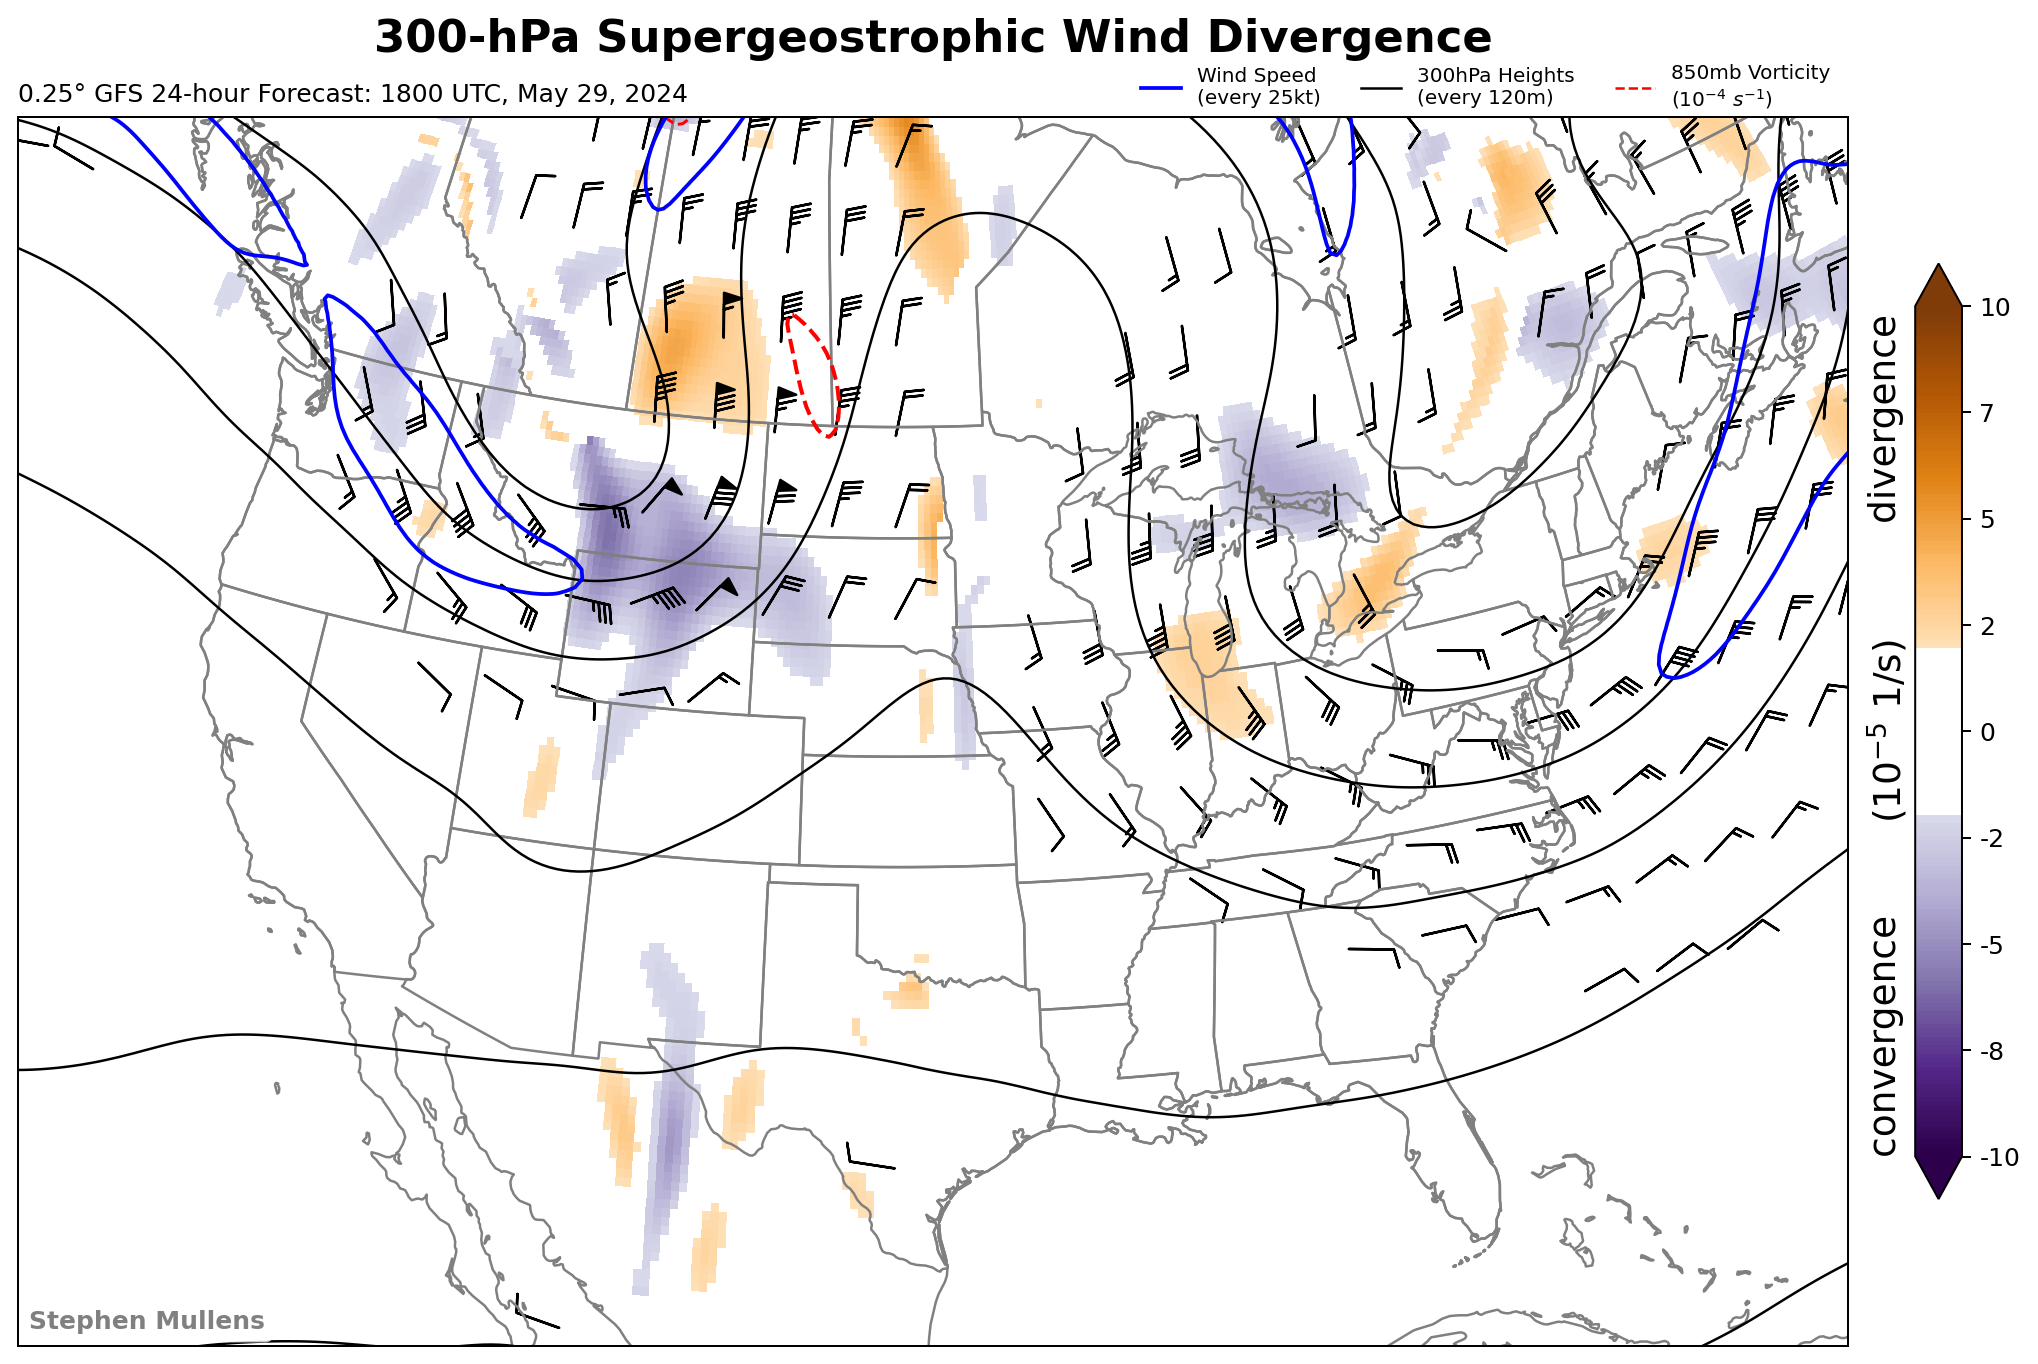 300-hPa Supergeostrophic Wind Divergence
0.25° GFS 24-hour Forecast: 1800 UTC, May 29, 2024
Wind Speed
(every 25kt)
300hPa Heights
(every 120m)
850mb Vorticity
(10⁻⁴ s⁻¹)
10
7
5
2
0
-2
-5
-8
-10
convergence (10⁻⁵ 1/s) divergence
Stephen Mullens